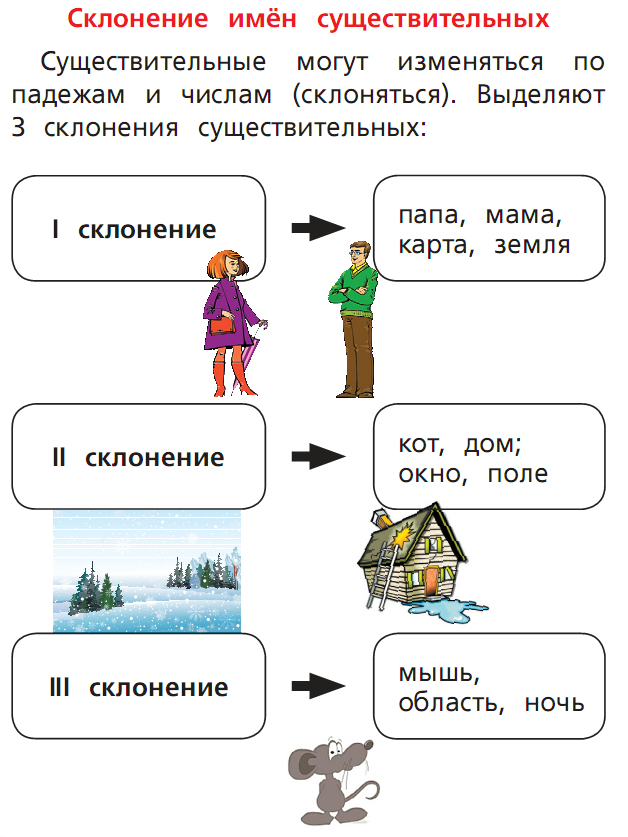 Склонение имён существительных
Существительные могут изменяться по
падежам и числам (склоняться). Выделяют
3 склонения существительных:
I склонение
папа, мама,
карта, земля
II склонение
кот, дом;
окно, поле
III склонение
мышь,
область, ночь